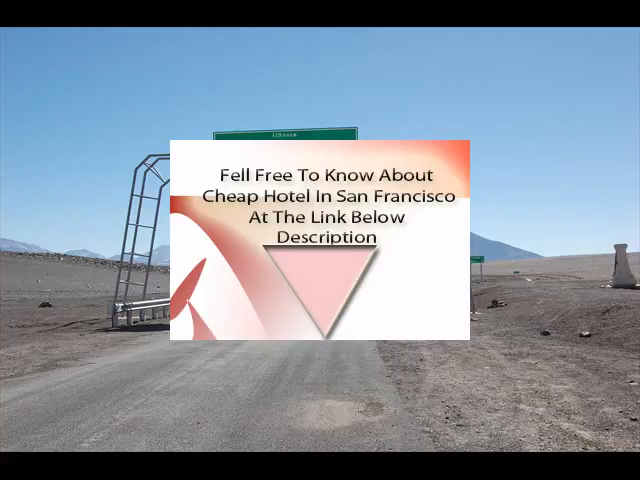 Fell Free To Know About
Cheap Hotel In San Francisco
At The Link Below
Description